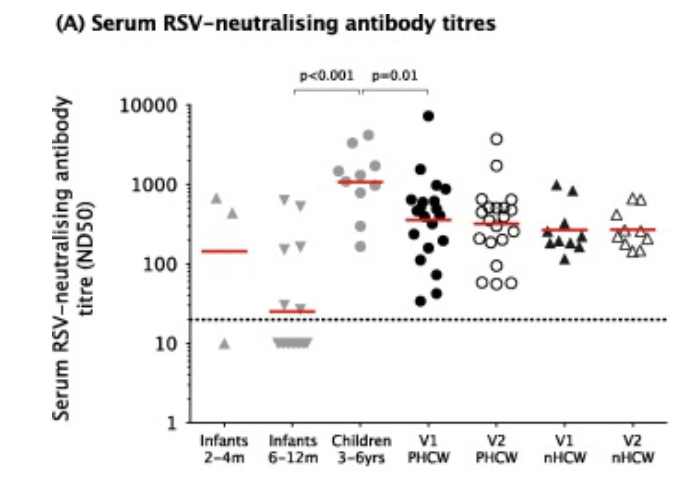 (A) Serum RSV-neutralising antibody titres
p<0.001 p=0.01
Serum RSV-neutralising antibody
titre (ND50)
10000
1000
100
10
1
Infants
2-4m
Infants
6-12m
Children
3-6yrs
V1
PHCW
V2
PHCW
V1
nHCW
V2
nHCW